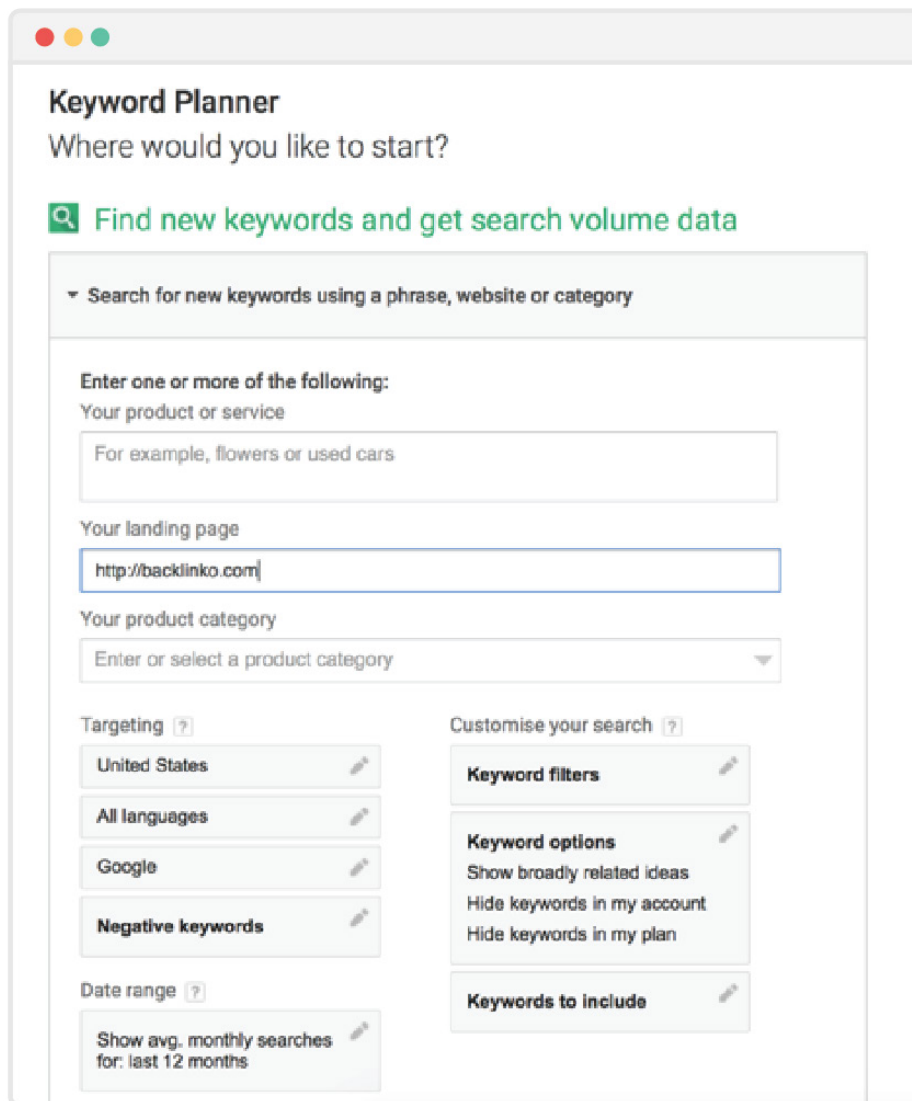 Keyword Planner
Where would you like to start?
Find new keywords and get search volume data
Search for new keywords using a phrase, website or category
Enter one or more of the following:
Your product or service
For example, flowers or used cars
Your landing page
http://backlinko.com
Your product category
Enter or select a product category
Targeting ?
United States
All languages
Google
Negative keywords
Date range ?
Show avg. monthly searches
for: last 12 months
Customise your search ?
Keyword filters
Keyword options
Show broadly related ideas
Hide keywords in my account
Hide keywords in my plan
Keywords to include